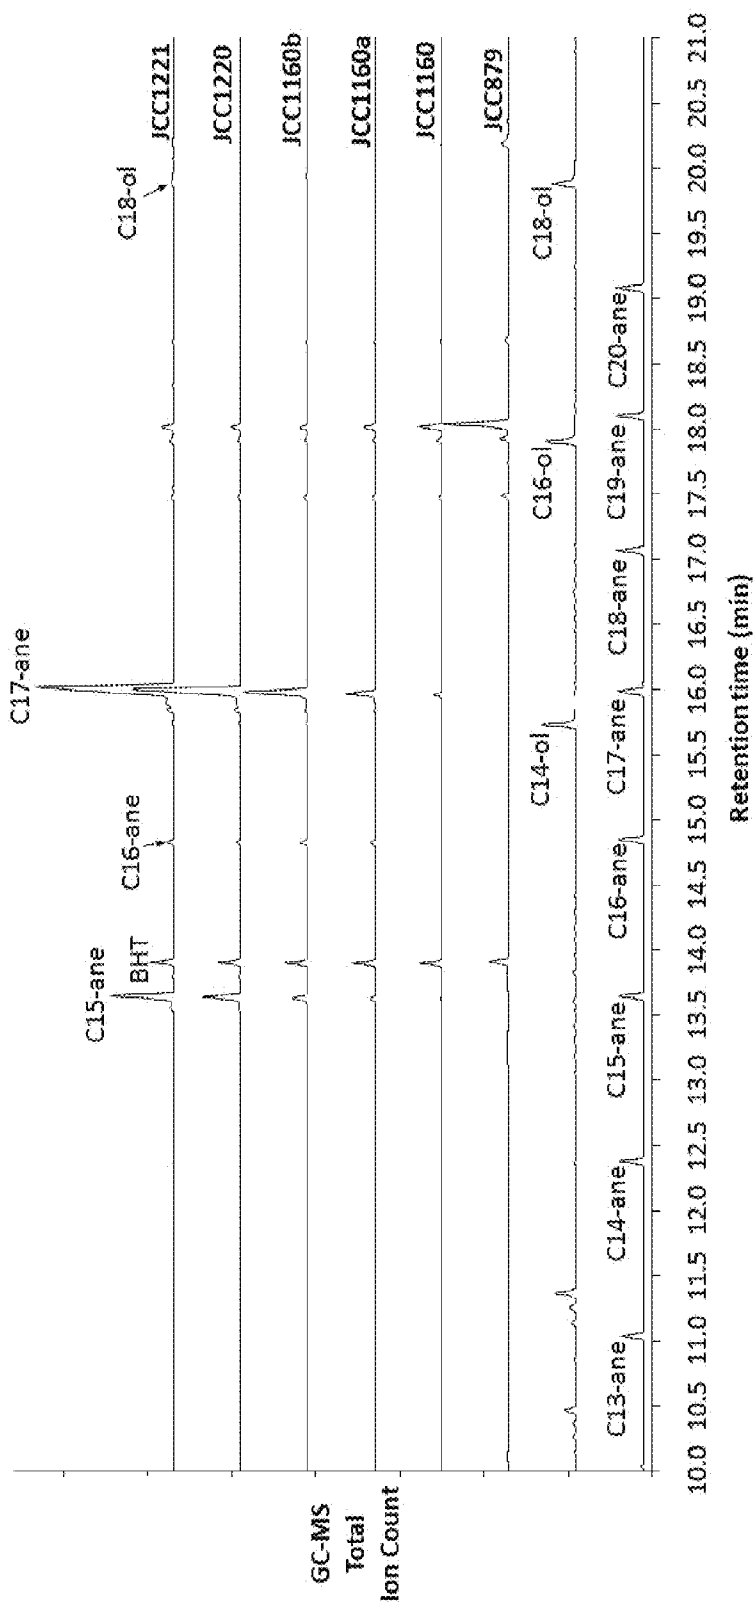 C17-ane
C15-ane
BHT
C16-ane
C18-ol
JCC1221
JCC1220
JCC1160b
JCC1160a
JCC1160
JCC879
GC-MS
Total
Ion Count
C14-ol
C16-ol
C18-ol
C13-ane
C14-ane
C15-ane
C16-ane
C17-ane
C18-ane
C19-ane
C20-ane
10.0 10.5 11.0 11.5 12.0 12.5 13.0 13.5 14.0 14.5 15.0 15.5 16.0 16.5 17.0 17.5 18.0 18.5 19.0 19.5 20.0 20.5 21.0
Retention time (min)